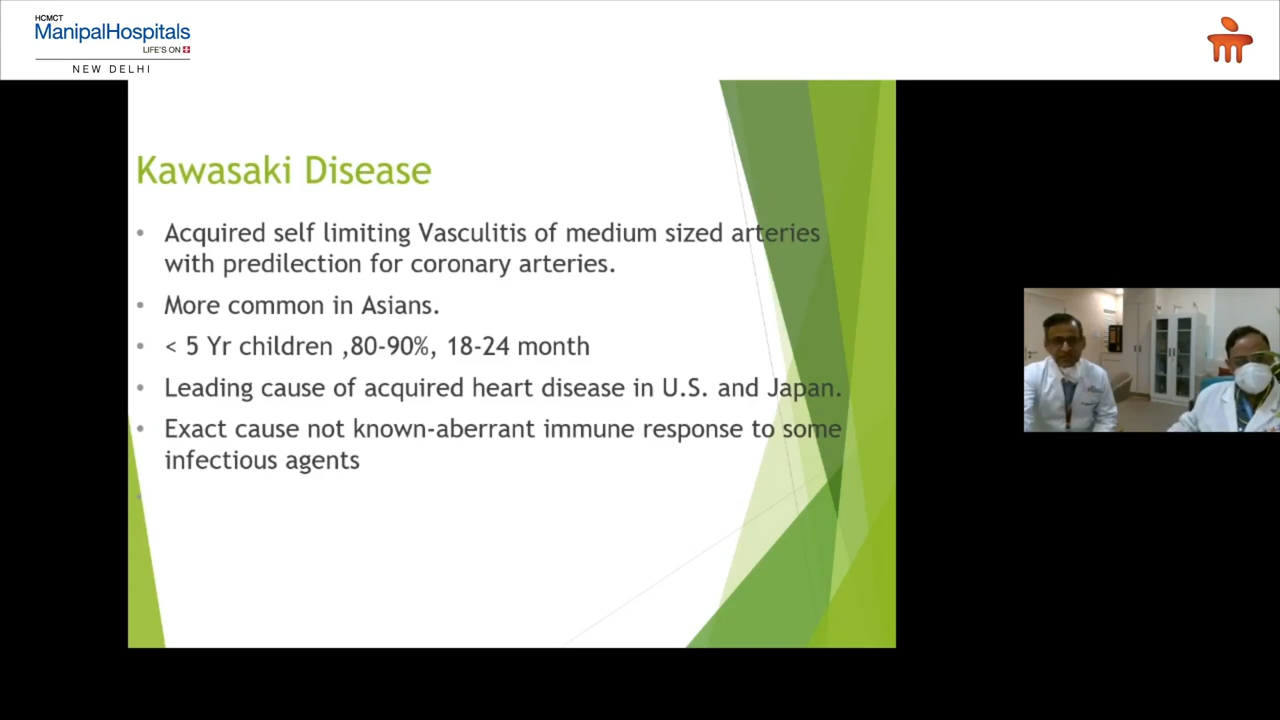 HCMCT
ManipalHospitals
LIFE'S ON
NEW DELHI
Kawasaki Disease
• Acquired self limiting Vasculitis of medium sized arteries
with predilection for coronary arteries.
• More common in Asians.
• < 5 Yr children ,80-90%, 18-24 month
• Leading cause of acquired heart disease in U.S. and Japan.
• Exact cause not known-aberrant immune response to some
infectious agents